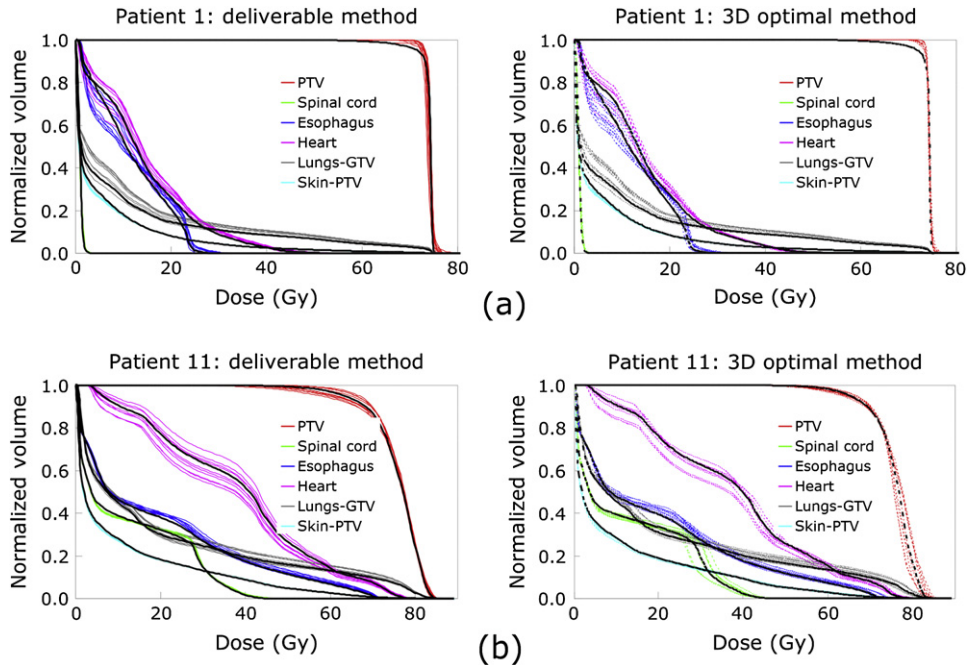 Patient 1: deliverable method
Normalized volume
1.0
0.8
0.6
0.4
0.2
0.0
PTV
Spinal cord
Esophagus
Heart
Lungs-GTV
Skin-PTV
0
20
40
60
80
Dose (Gy)
Patient 1: 3D optimal method
Normalized volume
1.0
0.8
0.6
0.4
0.2
0.0
PTV
Spinal cord
Esophagus
Heart
Lungs-GTV
Skin-PTV
0
20
40
60
80
Dose (Gy)
(a)
Patient 11: deliverable method
Normalized volume
1.0
0.8
0.6
0.4
0.2
0.0
PTV
Spinal cord
Esophagus
Heart
Lungs-GTV
Skin-PTV
0
20
40
60
80
Dose (Gy)
Patient 11: 3D optimal method
Normalized volume
1.0
0.8
0.6
0.4
0.2
0.0
PTV
Spinal cord
Esophagus
Heart
Lungs-GTV
Skin-PTV
0
20
40
60
80
Dose (Gy)
(b)